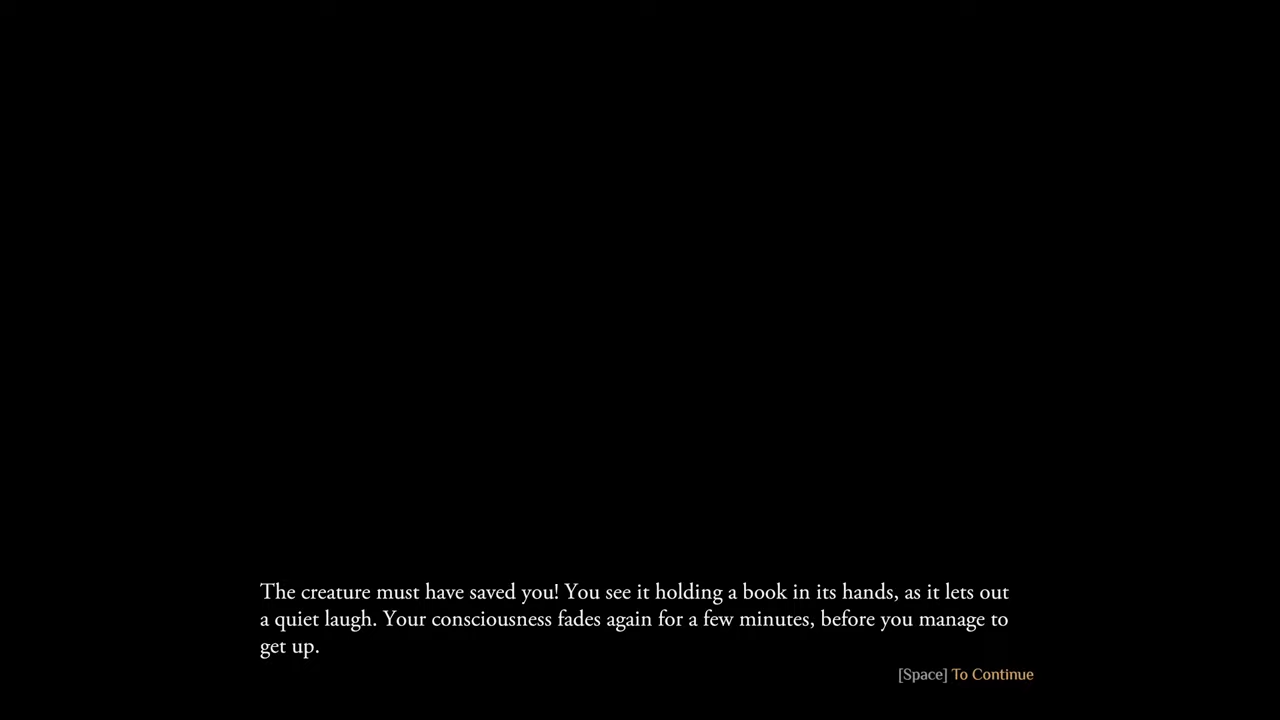 The creature must have saved you! You see it holding a book in its hands, as it lets out
a quiet laugh. Your consciousness fades again for a few minutes, before you manage to
get up.
[Space] To Continue